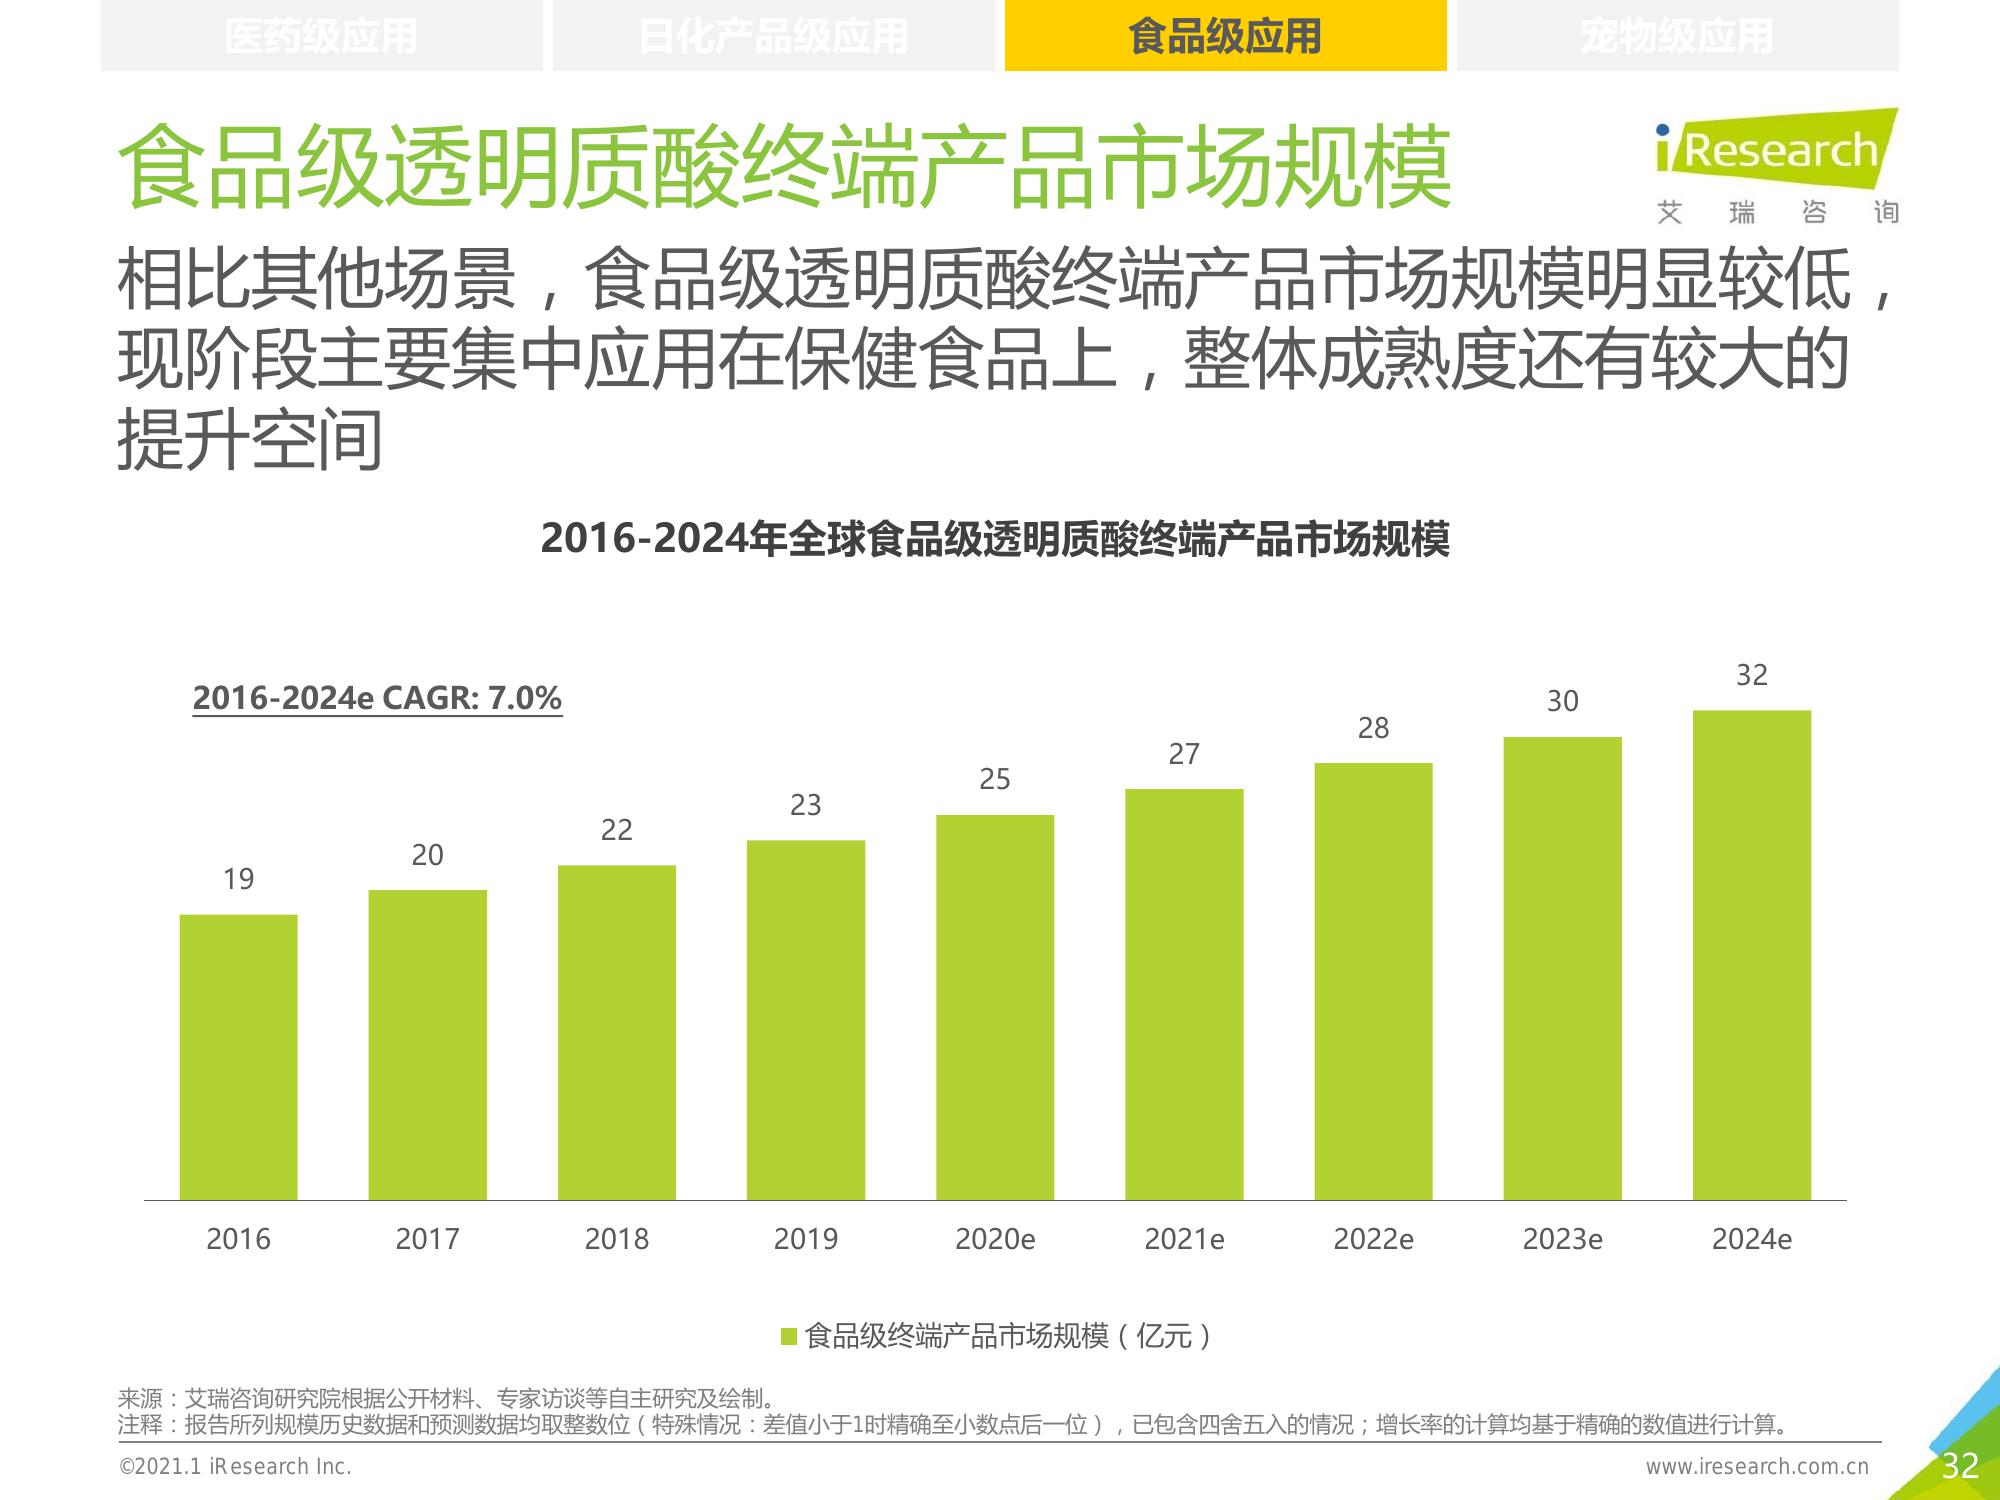 医药级应用 日化产品级应用 食品级应用 宠物级应用
食品级透明质酸终端产品市场规模
iResearch
艾瑞咨询
相比其他场景，食品级透明质酸终端产品市场规模明显较低，
现阶段主要集中应用在保健食品上，整体成熟度还有较大的
提升空间
2016-2024年全球食品级透明质酸终端产品市场规模
2016-2024e CAGR: 7.0%
19 20 22 23 25 27 28 30 32
2016 2017 2018 2019 2020e 2021e 2022e 2023e 2024e
食品级终端产品市场规模（亿元）
来源：艾瑞咨询研究院根据公开材料、专家访谈等自主研究及绘制。
注释：报告所列规模历史数据和预测数据均取整数位（特殊情况：差值小于1时精确至小数点后一位），已包含四舍五入的情况；增长率的计算均基于精确的数值进行计算。
©2021.1 iResearch Inc. www.iresearch.com.cn 32